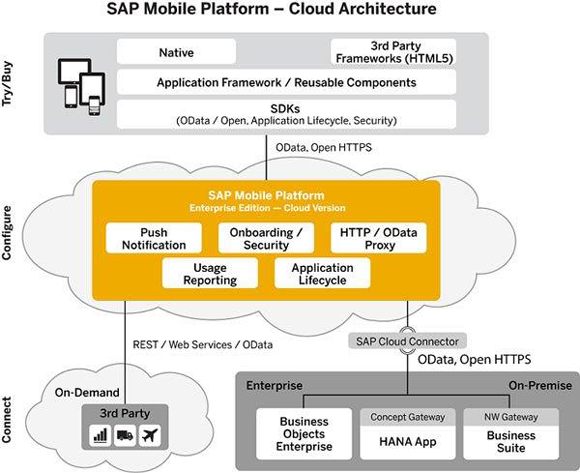 SAP Mobile Platform – Cloud Architecture
Try/Buy
Native
3rd Party
Frameworks (HTML5)
Application Framework / Reusable Components
SDKs
(OData / Open, Application Lifecycle, Security)
OData, Open HTTPS
Configure
SAP Mobile Platform
Enterprise Edition — Cloud Version
Push
Notification
Onboarding /
Security
HTTP / OData
Proxy
Usage
Reporting
Application
Lifecycle
REST / Web Services / OData
SAP Cloud Connector
OData, Open HTTPS
Connect
On-Demand
3rd Party
Enterprise
On-Premise
Business
Objects
Enterprise
Concept Gateway
HANA App
NW Gateway
Business
Suite